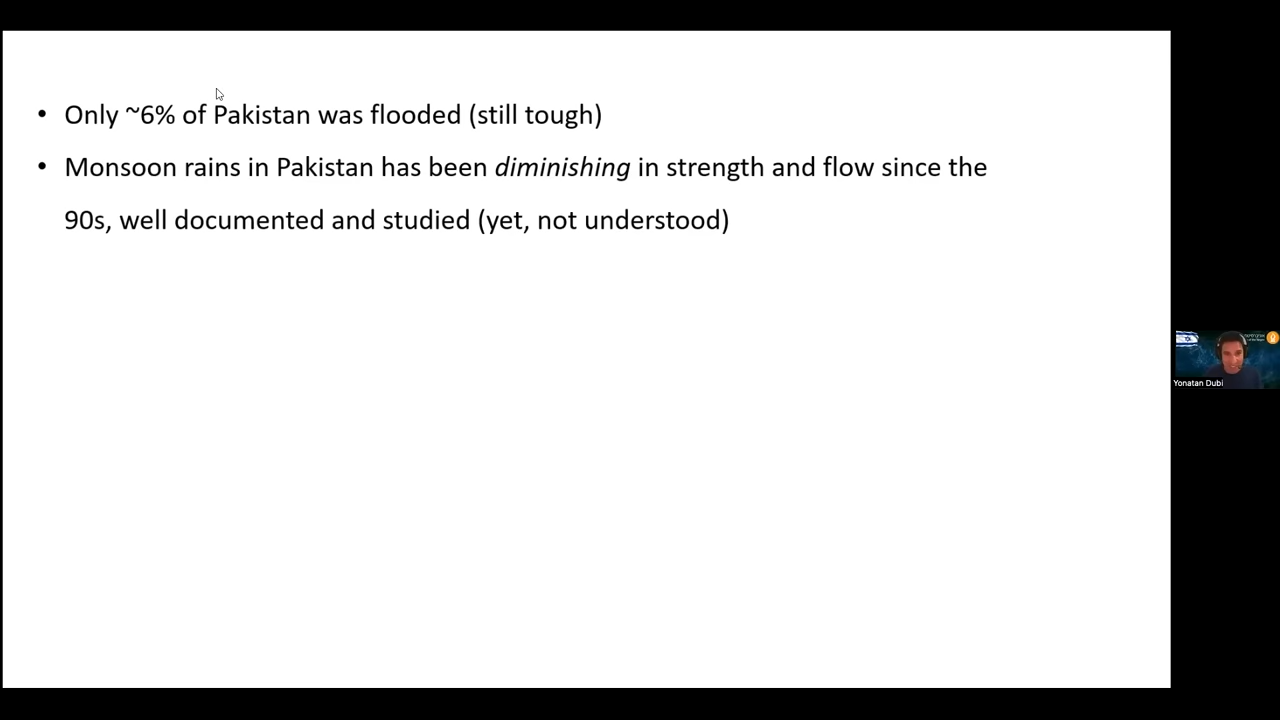 • Only ~6% of Pakistan was flooded (still tough)
• Monsoon rains in Pakistan has been diminishing in strength and flow since the
90s, well documented and studied (yet, not understood)
Yonatan Dubi